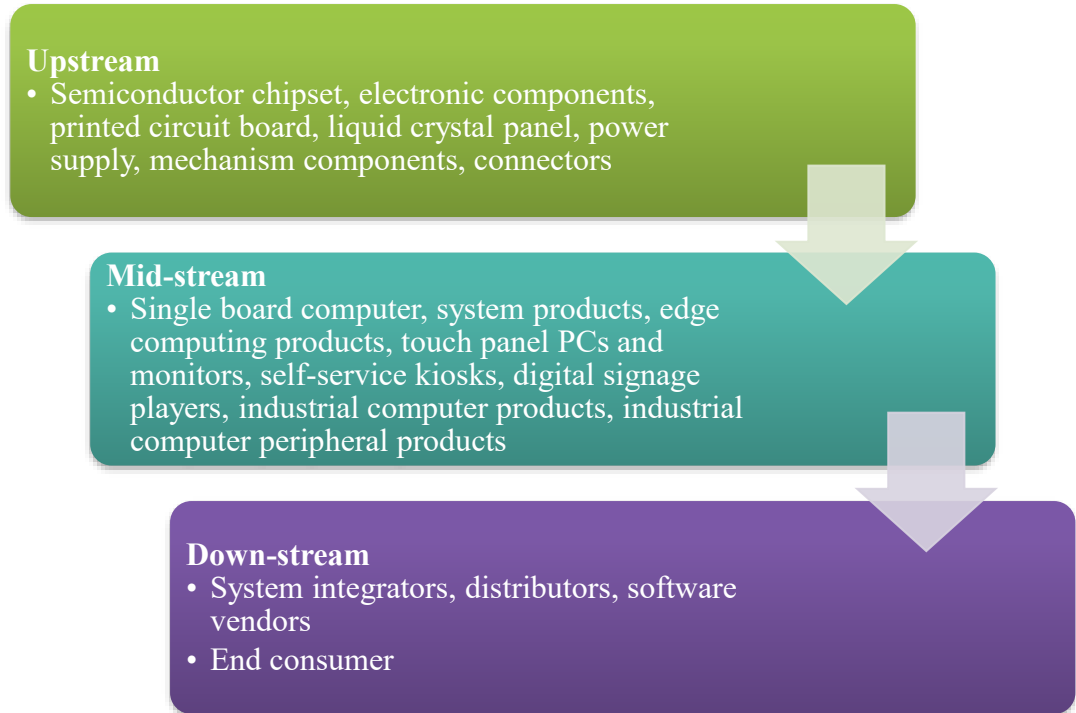 Upstream
• Semiconductor chipset, electronic components,
printed circuit board, liquid crystal panel, power
supply, mechanism components, connectors
Mid-stream
• Single board computer, system products, edge
computing products, touch panel PCs and
monitors, self-service kiosks, digital signage
players, industrial computer products, industrial
computer peripheral products
Down-stream
• System integrators, distributors, software
vendors
• End consumer